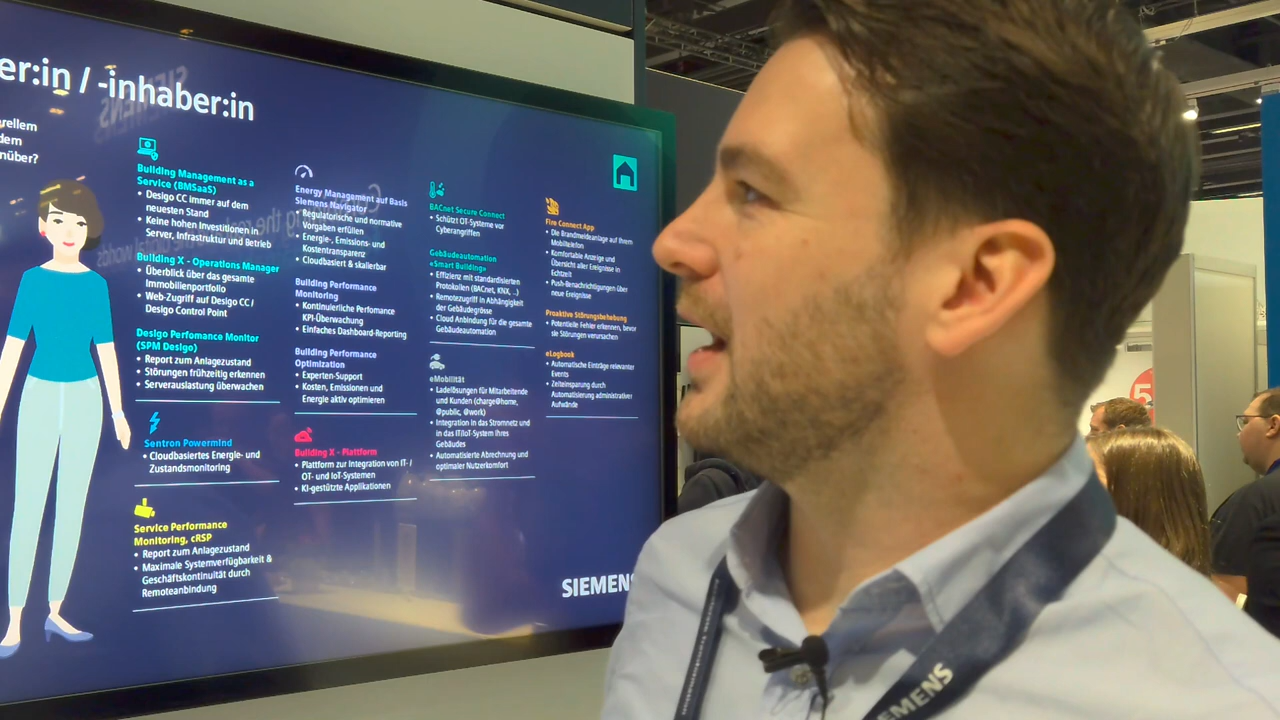 er:in / -inhaber:in
rellem
dem
nüber?
Building Management as a
Service (BMSaaS)
• Desigo CC immer auf dem
neuesten Stand
• Keine hohen Investitionen in
Server, Infrastruktur und Betrieb
Building X - Operations Manager
• Überblick über das gesamte
Immobilienportfolio
• Web-Zugriff auf Desigo CC /
Desigo Control Point
Desigo Perfomance Monitor
(SPM Desigo)
• Report zum Anlagezustand
• Störungen frühzeitig erkennen
• Serverauslastung überwachen
Sentron Powermind
• Cloudbasiertes Energie- und
Zustandsmonitoring
Service Performance
Monitoring, cRSP
• Report zum Anlagezustand
• Maximale Systemverfügbarkeit &
Geschäftskontinuität durch
Remoteanbindung
Energy Management auf Basis
Siemens Navigator
• Regulatorische und normative
Vorgaben erfüllen
• Energie-, Emissions- und
Kostentransparenz
• Cloudbasiert & skalierbar
Building Performance
Monitoring
• Kontinuierliche Perfomance
KPI-Überwachung
• Einfaches Dashboard-Reporting
Building Performance
Optimization
• Experten-Support
• Kosten, Emissionen und
Energie aktiv optimieren
Building X - Plattform
• Plattform zur Integration von IT- /
OT- und IoT-Systemen
• KI-gestützte Applikationen
BACnet Secure Connect
• Schützt OT-Systeme vor
Cyberangriffen
Gebäudeautomation
«Smart Buildings»
• Effizienz mit standardisierten
Protokollen (BACnet, KNX, ...)
• Remotezugriff in Abhängigkeit
der Gebäudegrösse
• Cloud Anbindung für die gesamte
Gebäudeautomation
eMobilität
• Ladelösungen für Mitarbeitende
und Kunden (charge@home,
@public, @work)
• Integration in das Stromnetz und
in das IT/IoT-System ihres
Gebäudes
• Automatisierte Abrechnung und
optimaler Nutzerkomfort
Fire Connect App
• Die Brandmeldeanlage auf Ihrem
Mobiltelefon
• Komfortable Anzeige und
Übersicht aller Ereignisse in
Echtzeit
• Push-Benachrichtigungen über
neue Ereignisse
Proaktive Störungsbehebung
• Potentielle Fehler erkennen, bevor
sie Störungen verursachen
eLogbook
• Automatische Einträge relevanter
Events
• Zeiteinsparung durch
Automatisierung administrativer
Aufwände
SIEMENS
SIEMENS
5